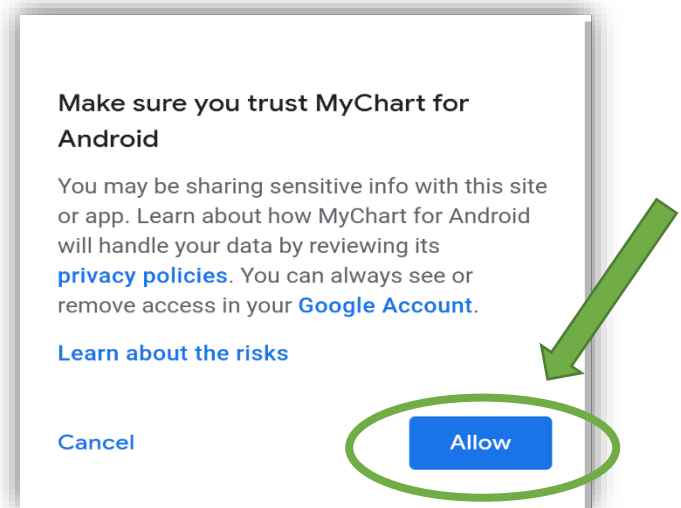 Make sure you trust MyChart for
Android
You may be sharing sensitive info with this site
or app. Learn about how MyChart for Android
will handle your data by reviewing its
privacy policies. You can always see or
remove access in your Google Account.
Learn about the risks
Cancel
Allow